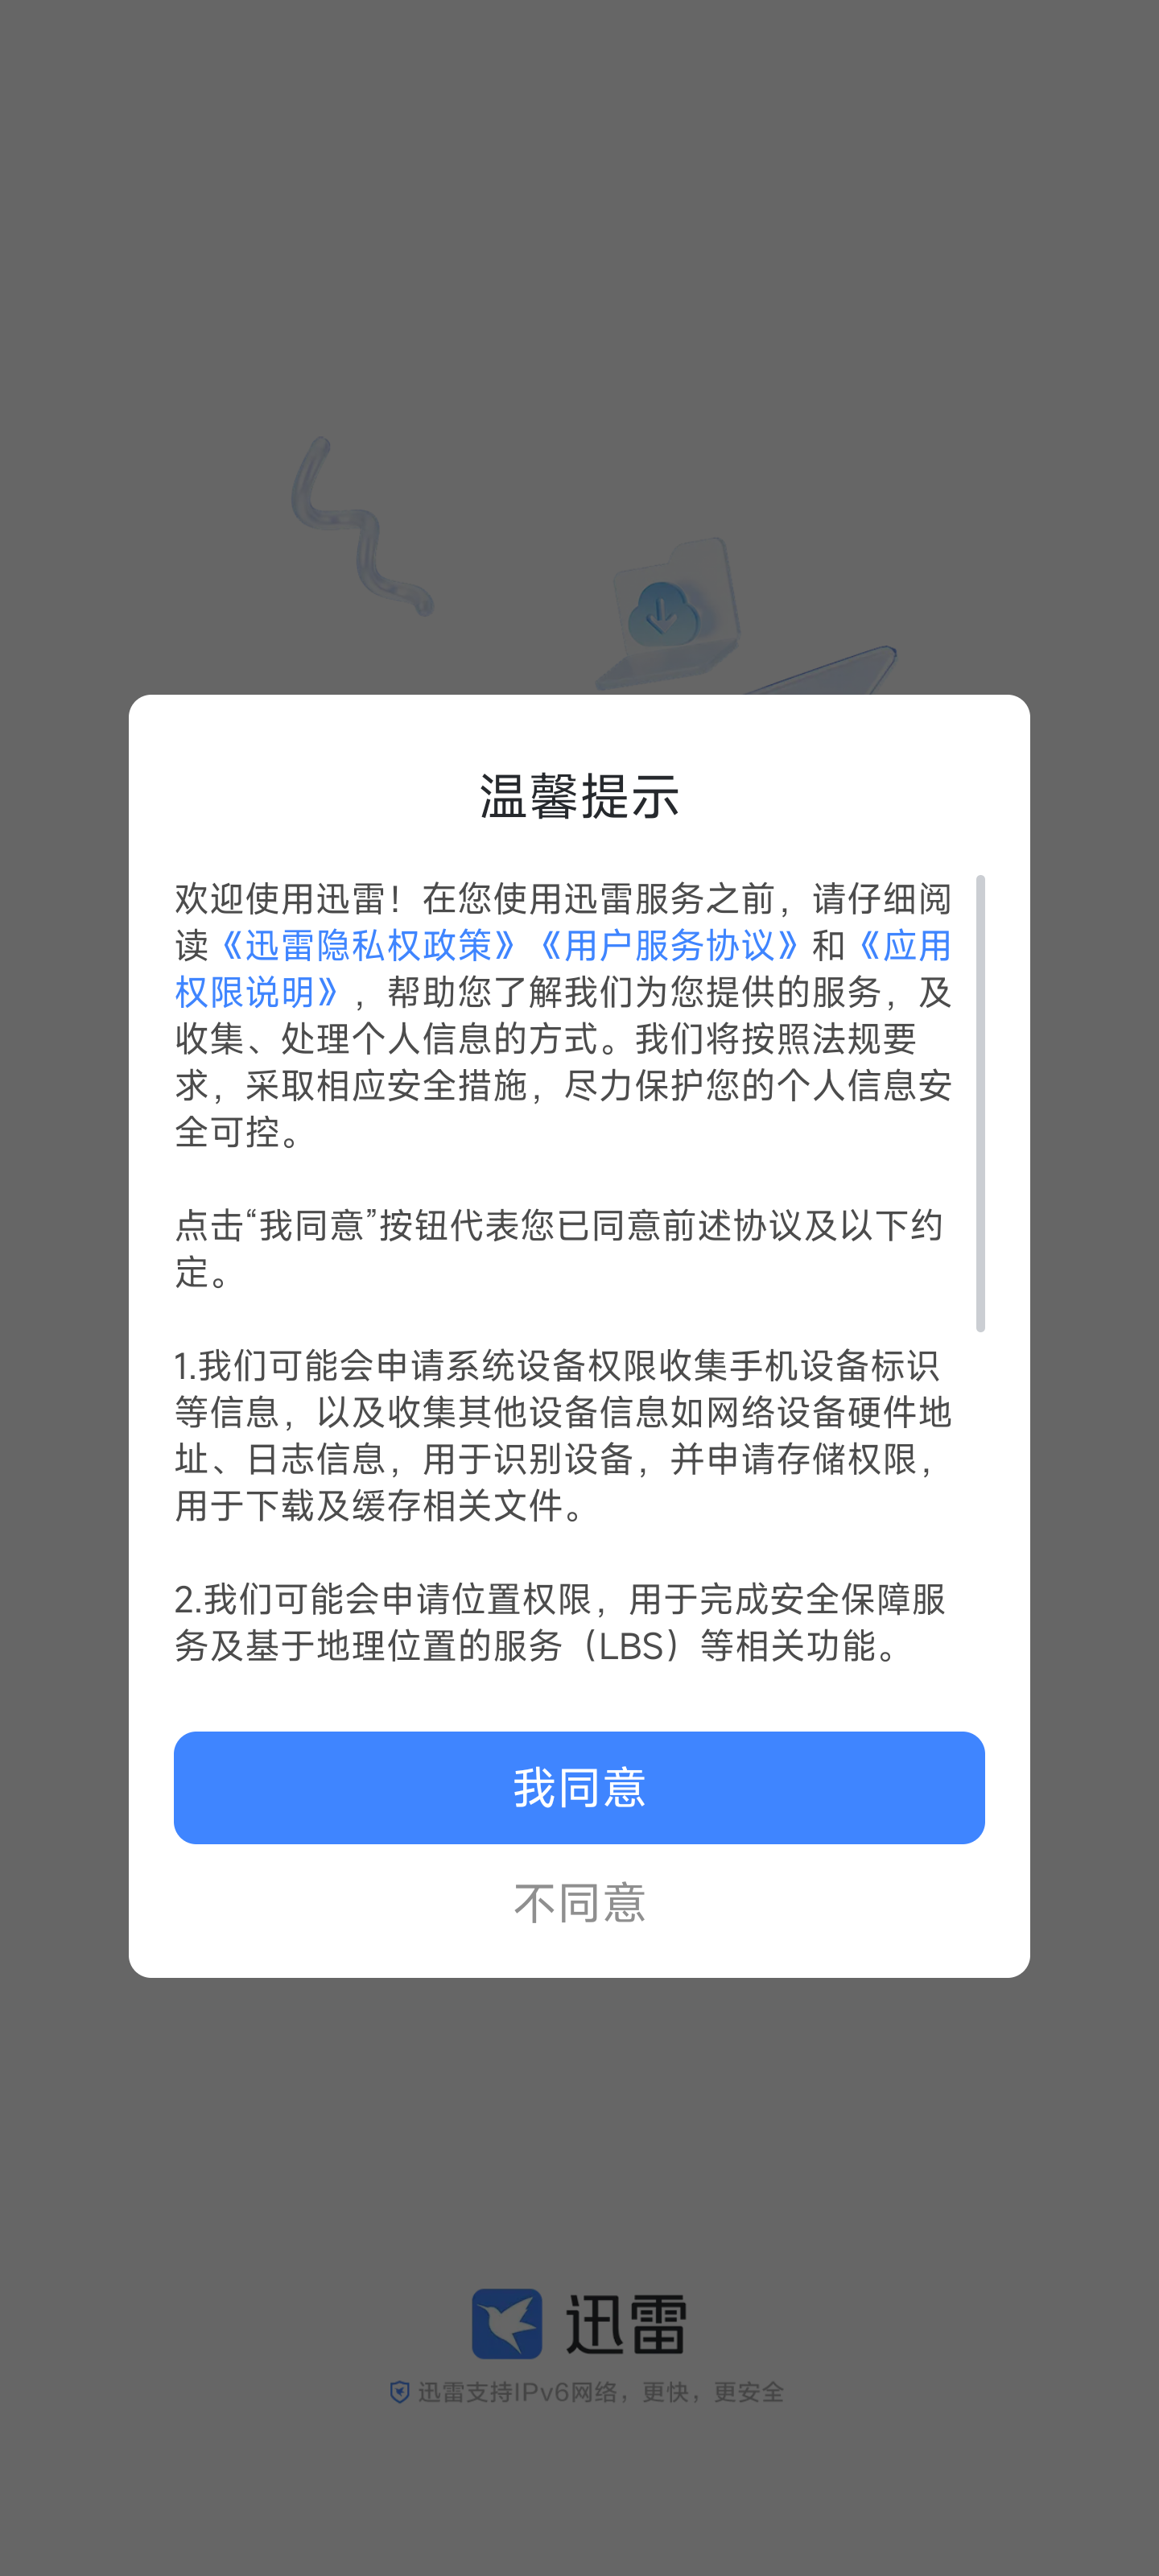 温馨提示
欢迎使用迅雷！在您使用迅雷服务之前，请仔细阅
读《迅雷隐私权政策》《用户服务协议》和《应用
权限说明》，帮助您了解我们为您提供的服务，及
收集、处理个人信息的方式。我们将按照法规要
求，采取相应安全措施，尽力保护您的个人信息安
全可控。
点击“我同意”按钮代表您已同意前述协议及以下约
定。
1.我们可能会申请系统设备权限收集手机设备标识
等信息，以及收集其他设备信息如网络设备硬件地
址、日志信息，用于识别设备，并申请存储权限，
用于下载及缓存相关文件。
2.我们可能会申请位置权限，用于完成安全保障服
务及基于地理位置的服务（LBS）等相关功能。
我同意
不同意
迅雷
迅雷支持IPv6网络，更快，更安全